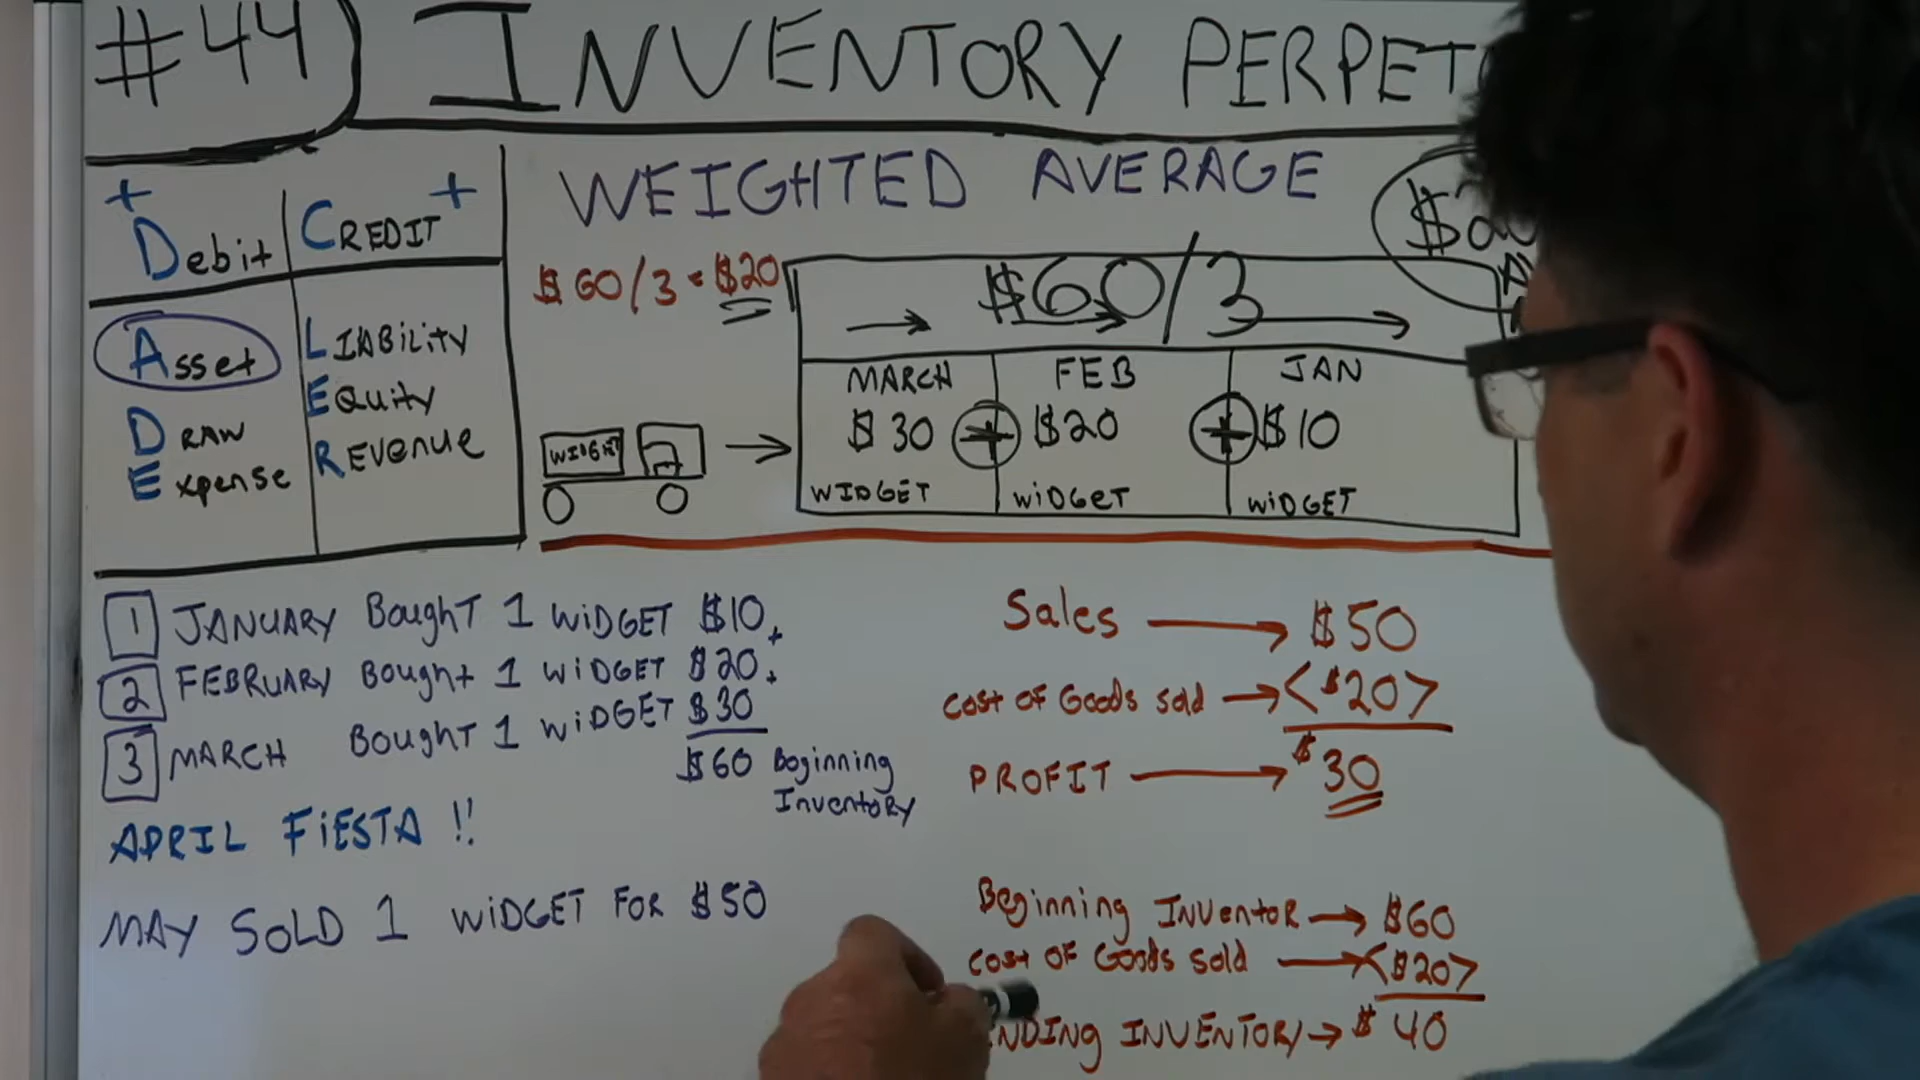 #44 INVENTORY PERPET
+ +
Debit CREDIT
Asset LIABILITY
DRAW EQUITY
Expense REVENUE
WEIGHTED AVERAGE
$60/3 = $20
$60/3
MARCH FEB JAN
$30 + $20 + $10
WIDGET WIDGET WIDGET
WIDGET
1 JANUARY BOUGHT 1 WIDGET $10 +
2 FEBRUARY BOUGHT 1 WIDGET $20 +
3 MARCH BOUGHT 1 WIDGET $30
$60 Beginning
Inventory
APRIL FIESTA !!
MAY SOLD 1 WIDGET FOR $50
Sales → $50
COST OF GOODS SOLD → <$20>
PROFIT → $30
Beginning INVENTOR → $60
COST OF GOODS SOLD → <$20>
NDING INVENTORY → $40